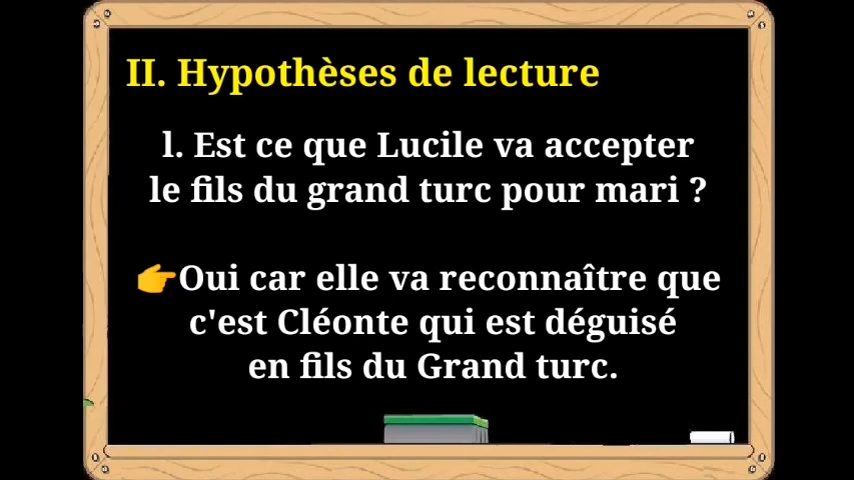 II. Hypothèses de lecture
l. Est ce que Lucile va accepter
le fils du grand turc pour mari ?
👉Oui car elle va reconnaître que
c'est Cléonte qui est déguisé
en fils du Grand turc.